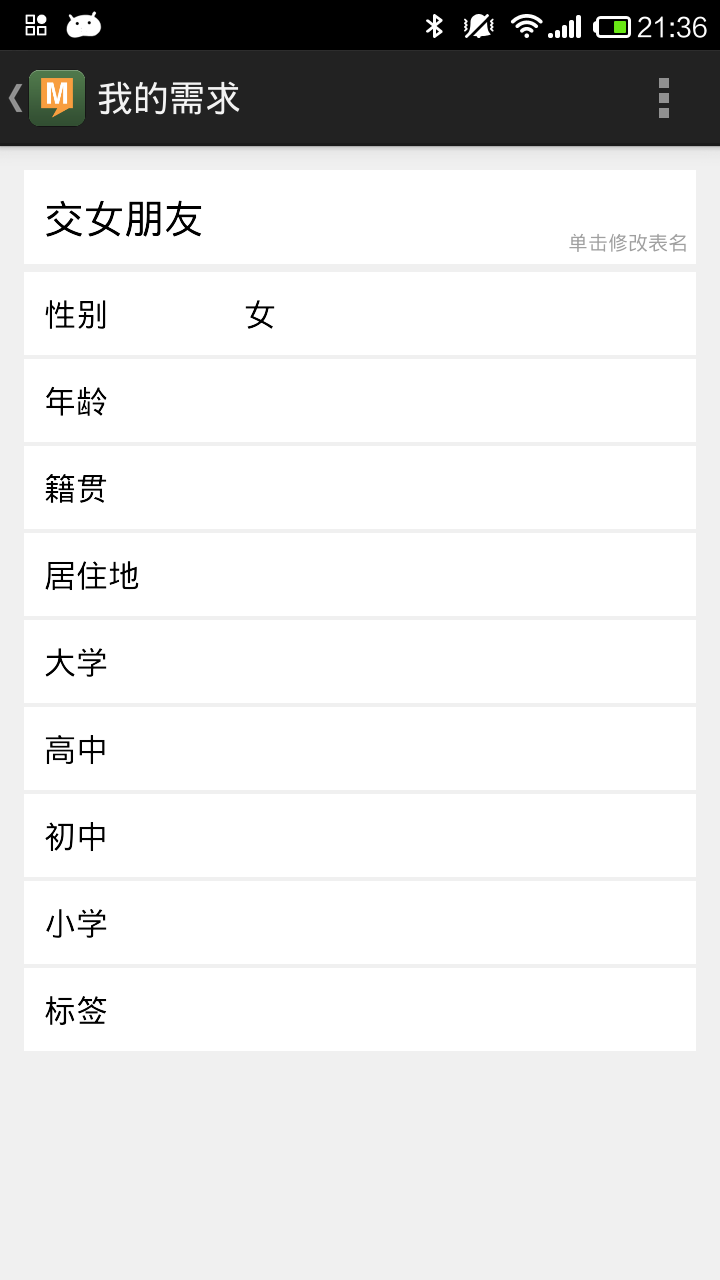 21:36
M 我的需求
交女朋友
单击修改表名
性别 女
年龄
籍贯
居住地
大学
高中
初中
小学
标签